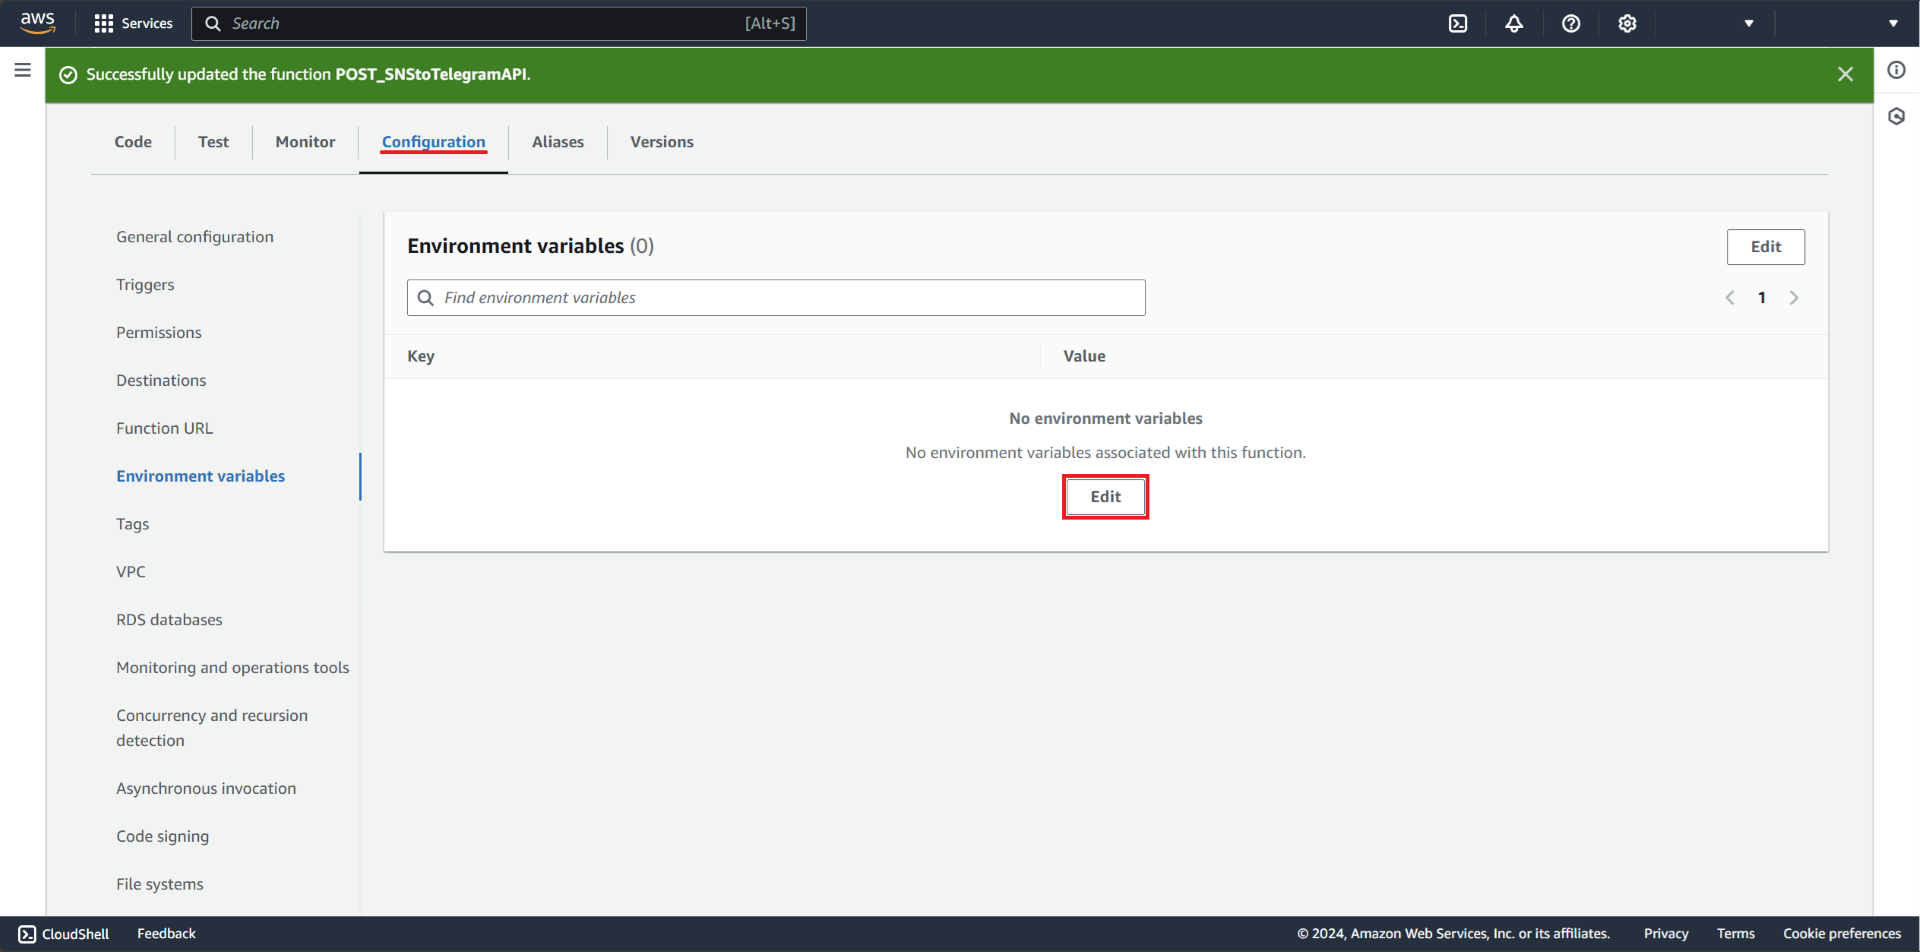 aws
Services
Search
[Alt+S]
Successfully updated the function POST_SNStoTelegramAPI.
Code
Test
Monitor
Configuration
Aliases
Versions
General configuration
Triggers
Permissions
Destinations
Function URL
Environment variables
Tags
VPC
RDS databases
Monitoring and operations tools
Concurrency and recursion
detection
Asynchronous invocation
Code signing
File systems
Environment variables (0)
Edit
Find environment variables
1
Key
Value
No environment variables
No environment variables associated with this function.
Edit
CloudShell
Feedback
© 2024, Amazon Web Services, Inc. or its affiliates.
Privacy
Terms
Cookie preferences